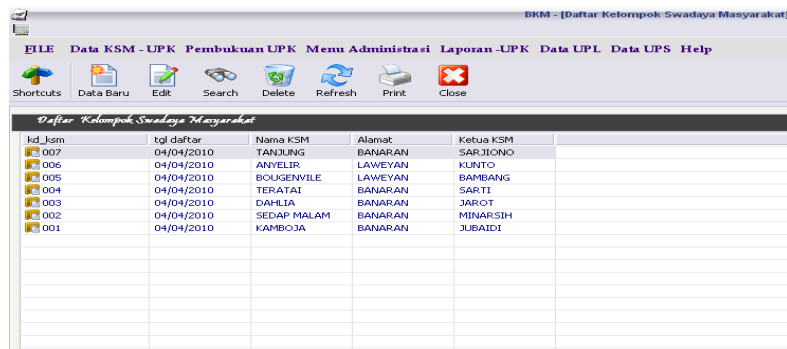 BKM - [Daftar Kelompok Swadaya Masyarakat]
FILE Data KSM - UPK Pembukuan UPK Menu Administrasi Laporan -UPK Data UPL Data UPS Help
Shortcuts Data Baru Edit Search Delete Refresh Print Close
Daftar Kelompok Swadaya Masyarakat
kd_ksm tgl daftar Nama KSM Alamat Ketua KSM
007 04/04/2010 TANJUNG BANARAN SARJIONO
006 04/04/2010 ANYELIR LAWEYAN KUNTO
005 04/04/2010 BOUGENVILE LAWEYAN BAMBANG
004 04/04/2010 TERATAI BANARAN SARTI
003 04/04/2010 DAHLIA BANARAN JAROT
002 04/04/2010 SEDAP MALAM BANARAN MINARSIH
001 04/04/2010 KAMBOJA BANARAN JUBAIDI